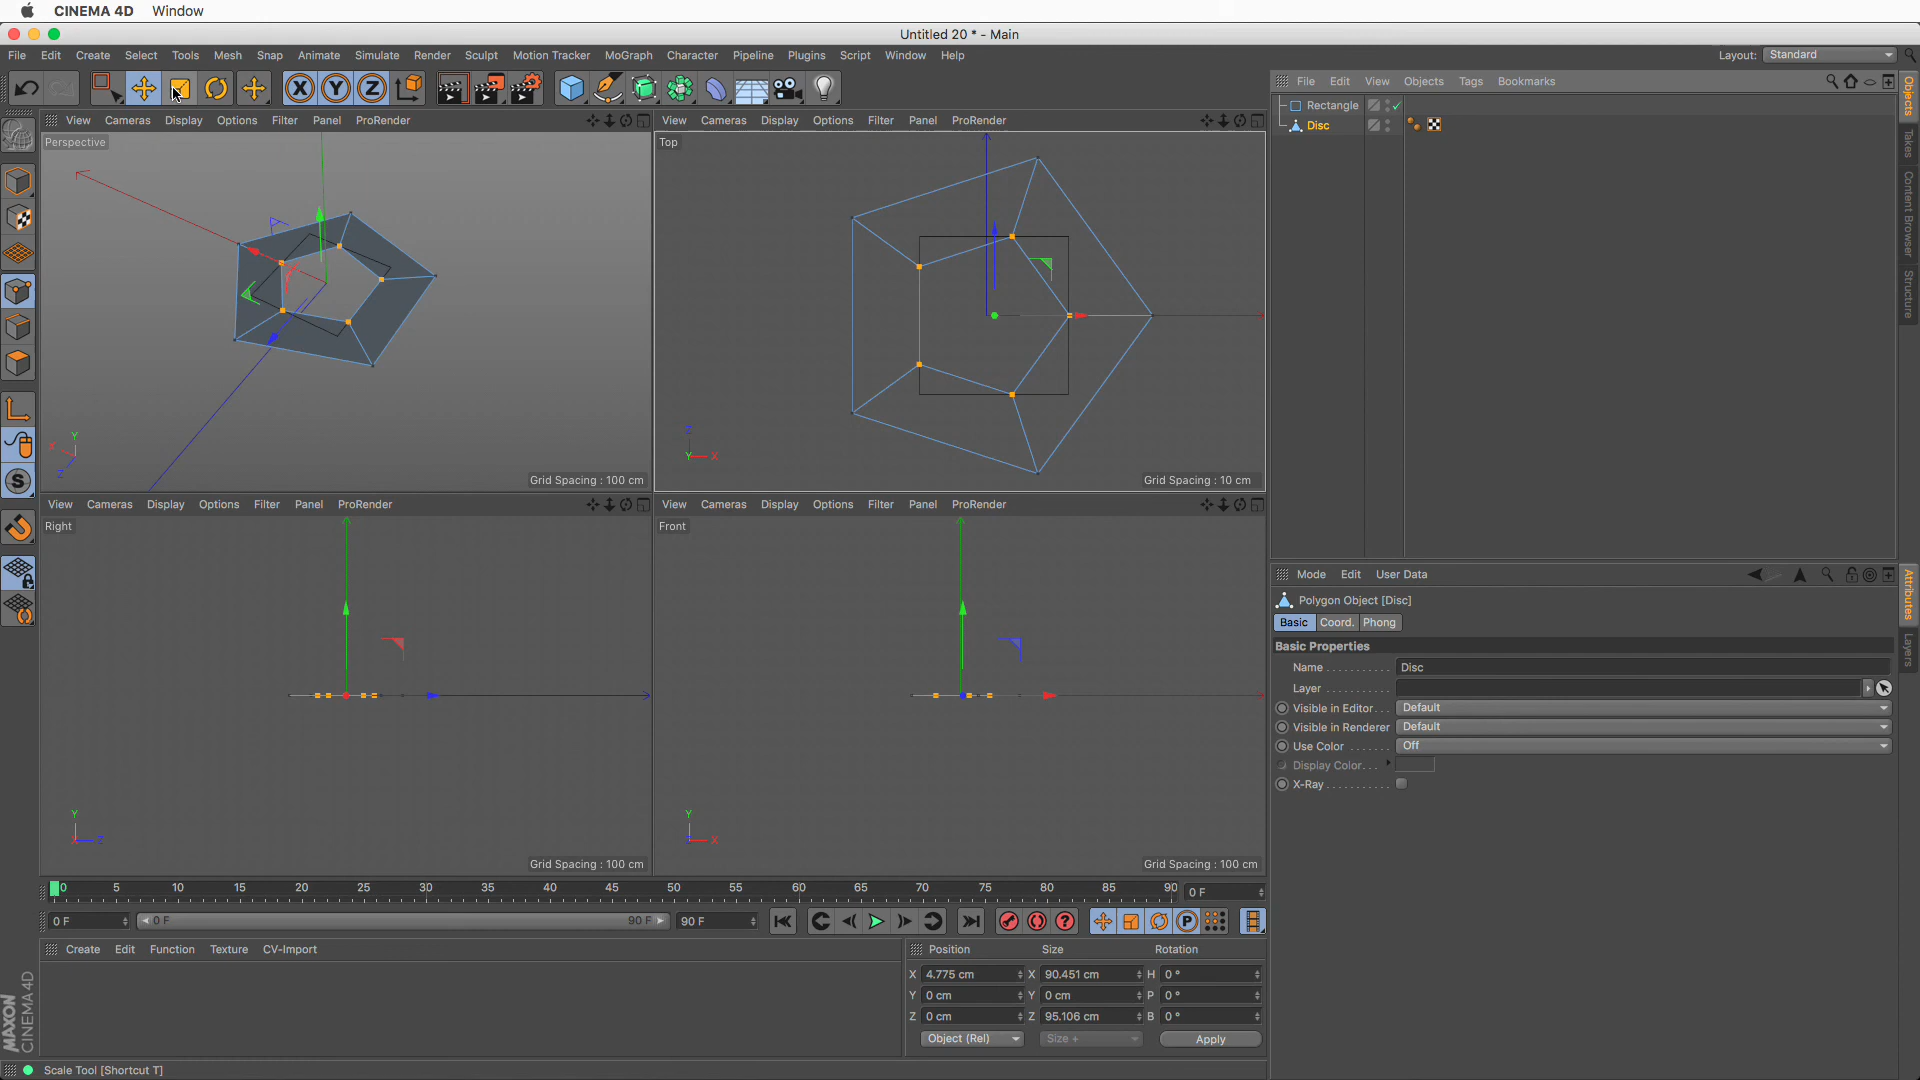 CINEMA 4D Window
Untitled 20 * - Main
File Edit Create Select Tools Mesh Snap Animate Simulate Render Sculpt Motion Tracker MoGraph Character Pipeline Plugins Script Window Help
Layout: Standard
X Y Z
File Edit View Objects Tags Bookmarks
Rectangle
Disc
Objects
Takes
Content Browser
Structure
View Cameras Display Options Filter Panel ProRender
Perspective
Y
X
Z
Grid Spacing : 100 cm
View Cameras Display Options Filter Panel ProRender
Top
Z
Y X
Grid Spacing : 10 cm
View Cameras Display Options Filter Panel ProRender
Right
Y
X Z
Grid Spacing : 100 cm
View Cameras Display Options Filter Panel ProRender
Front
Y
Z X
Grid Spacing : 100 cm
Mode Edit User Data
Polygon Object [Disc]
Basic Coord. Phong
Basic Properties
Name . . . . . . . . . . . Disc
Layer . . . . . . . . . . .
Visible in Editor . . . Default
Visible in Renderer Default
Use Color . . . . . . . Off
Display Color. . .
X-Ray . . . . . . . . . . .
Attributes
Layers
0 5 10 15 20 25 30 35 40 45 50 55 60 65 70 75 80 85 90 0 F
0 F 0 F 90 F 90 F
P
Create Edit Function Texture CV-Import
Position Size Rotation
X 4.775 cm X 90.451 cm H 0 °
Y 0 cm Y 0 cm P 0 °
Z 0 cm Z 95.106 cm B 0 °
Object (Rel) Size + Apply
MAXON
CINEMA 4D
Scale Tool [Shortcut T]